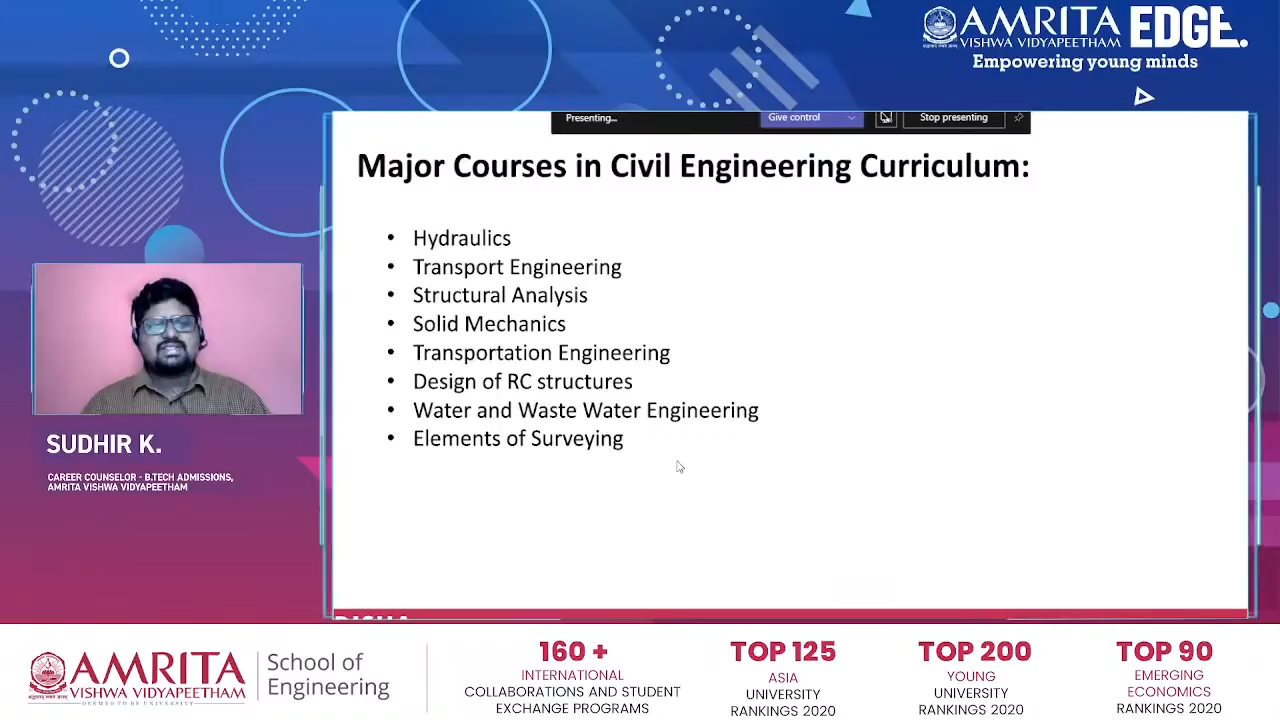 AMRITA
VISHWA VIDYAPEETHAM
EDGE.
Empowering young minds
Presenting...
Give control
Stop presenting
Major Courses in Civil Engineering Curriculum:
• Hydraulics
• Transport Engineering
• Structural Analysis
• Solid Mechanics
• Transportation Engineering
• Design of RC structures
• Water and Waste Water Engineering
• Elements of Surveying
SUDHIR K.
CAREER COUNSELOR - B.TECH ADMISSIONS,
AMRITA VISHWA VIDYAPEETHAM
AMRITA
VISHWA VIDYAPEETHAM
DEEMED TO BE UNIVERSITY
School of
Engineering
160 +
INTERNATIONAL
COLLABORATIONS AND STUDENT
EXCHANGE PROGRAMS
TOP 125
ASIA
UNIVERSITY
RANKINGS 2020
TOP 200
YOUNG
UNIVERSITY
RANKINGS 2020
TOP 90
EMERGING
ECONOMICS
RANKINGS 2020